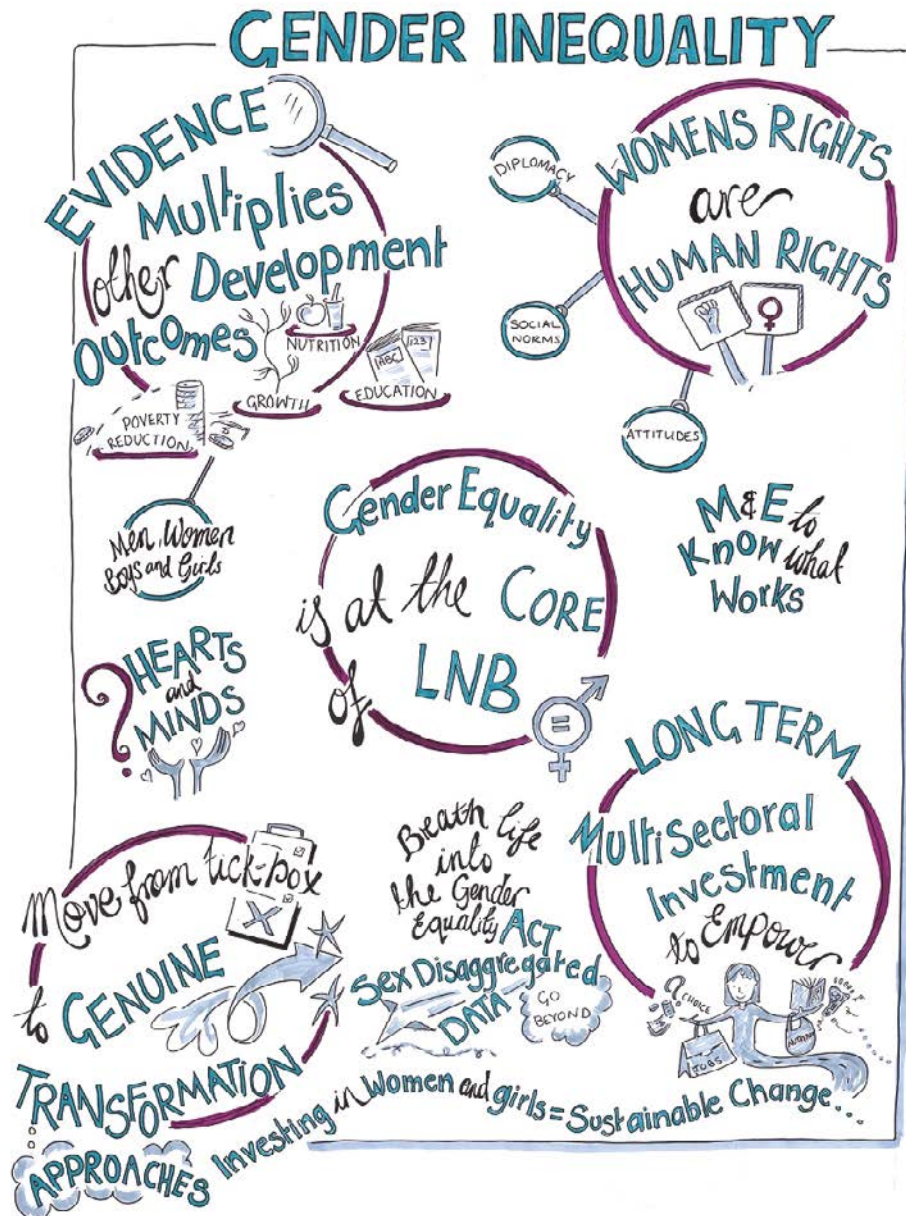 GENDER INEQUALITY
EVIDENCE
Multiplies
other Development
Outcomes
NUTRITION
ABC
123
EDUCATION
GROWTH
POVERTY
REDUCTION
Men, Women
Boys and Girls
DIPLOMACY
SOCIAL
NORMS
ATTITUDES
WOMENS RIGHTS
are
HUMAN RIGHTS
Gender Equality
is at the CORE
of LNB
=
M&E to
Know what
Works
? HEARTS
and
MINDS
LONG TERM
Multisectoral
Investment
to Empower
CHOICE
JOBS
NUTRITION
Move from tick-box
to GENUINE
TRANSFORMATION
APPROACHES
Breath life
into
the Gender
Equality ACT
Sex Disaggregated
DATA
GO
BEYOND
Investing in Women and girls = Sustainable Change...